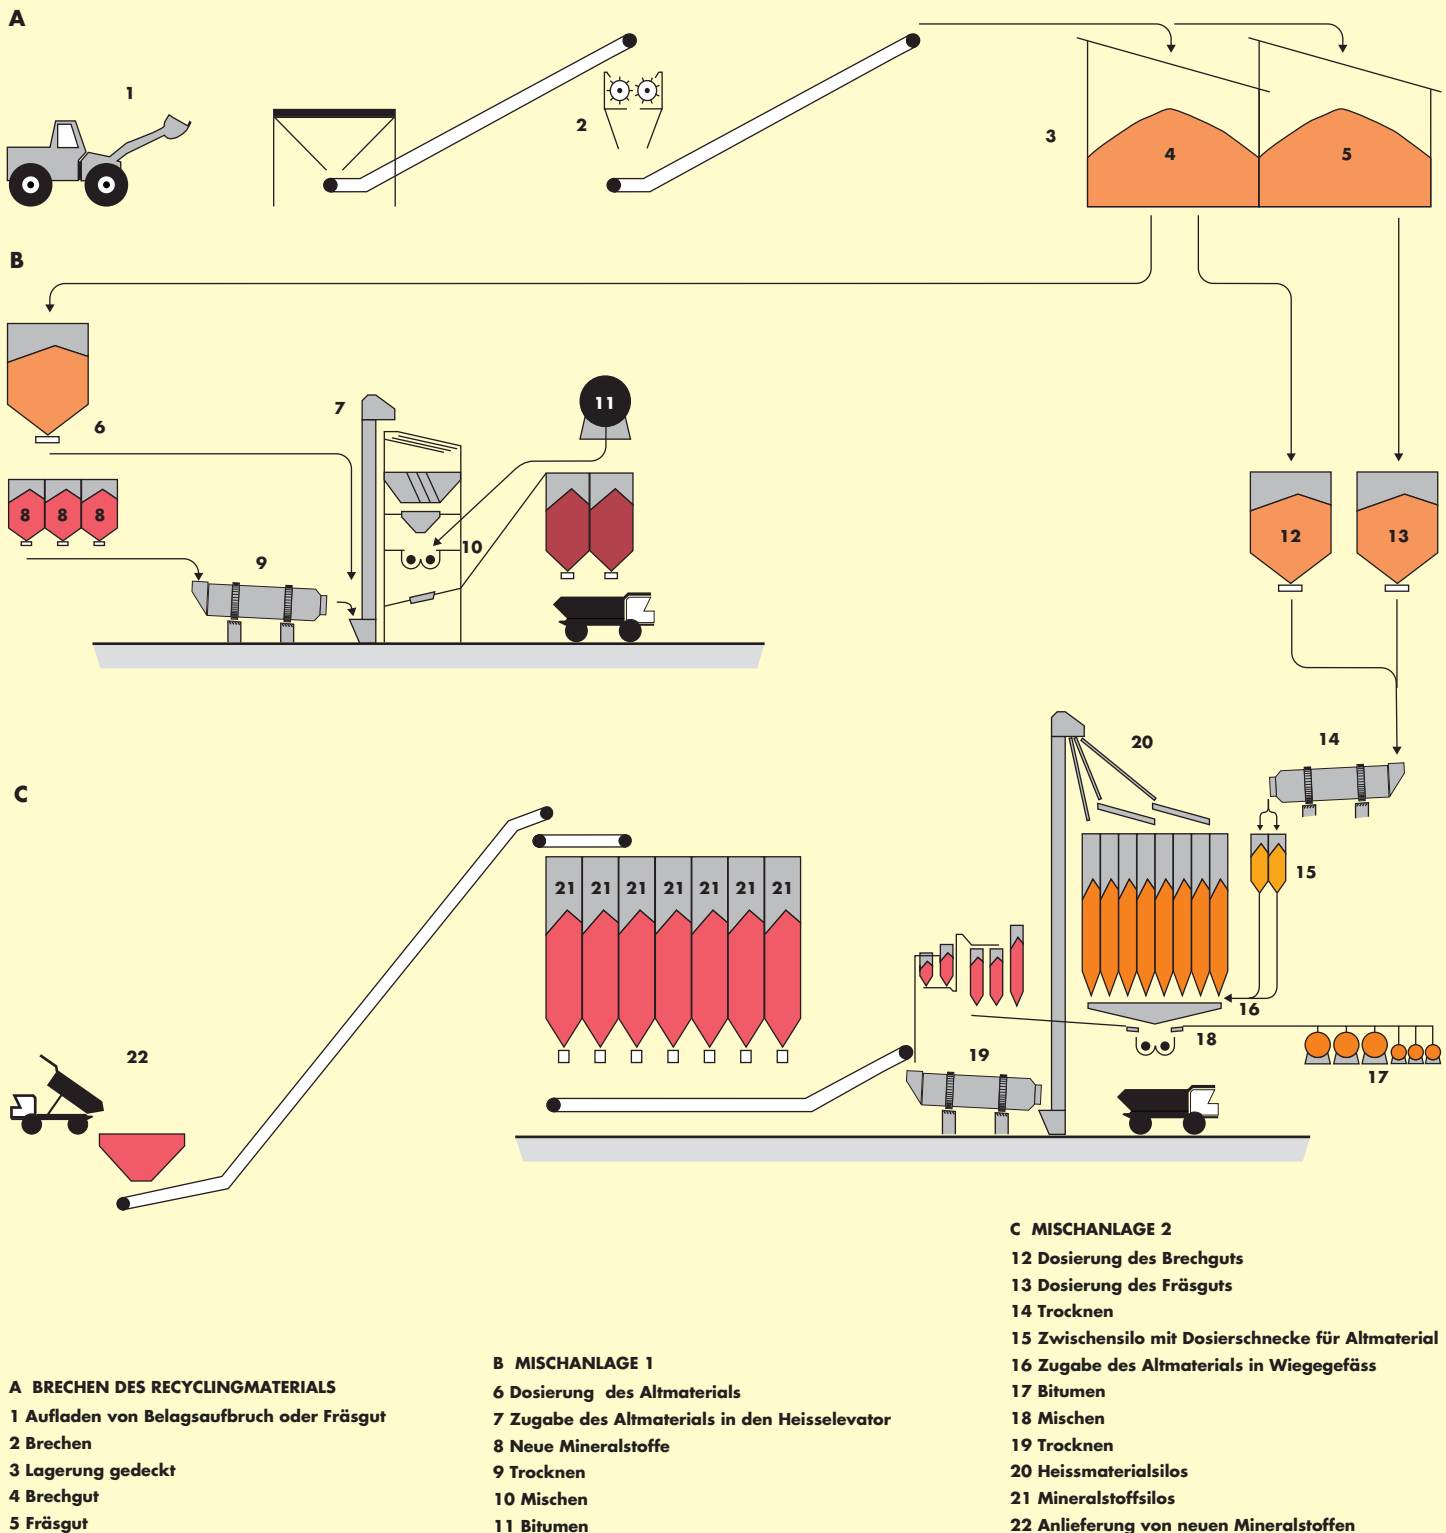 A
1
2
3
4
5
B
6
7
8 8 8
9
10
11
12
13
14
15
16
17
18
19
20
C
21 21 21 21 21 21 21
22
A BRECHEN DES RECYCLINGMATERIALS
1 Aufladen von Belagsaufbruch oder Fräsgut
2 Brechen
3 Lagerung gedeckt
4 Brechgut
5 Fräsgut
B MISCHANLAGE 1
6 Dosierung des Altmaterials
7 Zugabe des Altmaterials in den Heisselevator
8 Neue Mineralstoffe
9 Trocknen
10 Mischen
11 Bitumen
C MISCHANLAGE 2
12 Dosierung des Brechguts
13 Dosierung des Fräsguts
14 Trocknen
15 Zwischensilo mit Dosierschnecke für Altmaterial
16 Zugabe des Altmaterials in Wiegegefäss
17 Bitumen
18 Mischen
19 Trocknen
20 Heissmaterialsilos
21 Mineralstoffsilos
22 Anlieferung von neuen Mineralstoffen